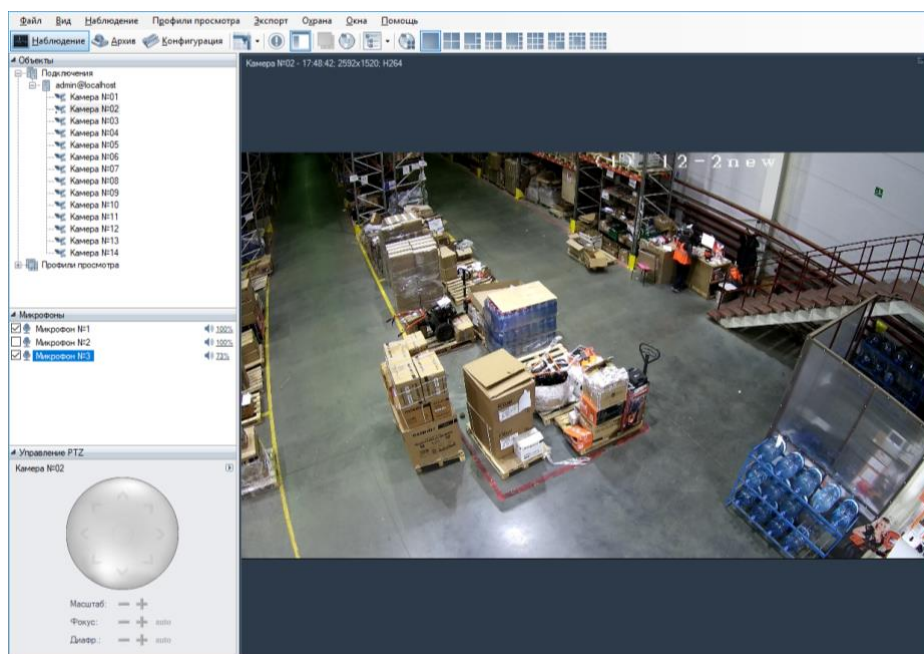 Файл Вид Наблюдение Профили просмотра Экспорт Охрана Окна Помощь
Наблюдение Архив Конфигурация
Объекты
Подключения
admin@localhost
Камера №01
Камера №02
Камера №03
Камера №04
Камера №05
Камера №06
Камера №07
Камера №08
Камера №09
Камера №10
Камера №11
Камера №12
Камера №13
Камера №14
Профили просмотра
Микрофоны
Микрофон №1 100%
Микрофон №2 100%
Микрофон №3 73%
Управление PTZ
Камера №02
Масштаб:
Фокус: auto
Диафр.: auto
Камера №02 - 17:48:42; 2592x1520; H264
12-2new